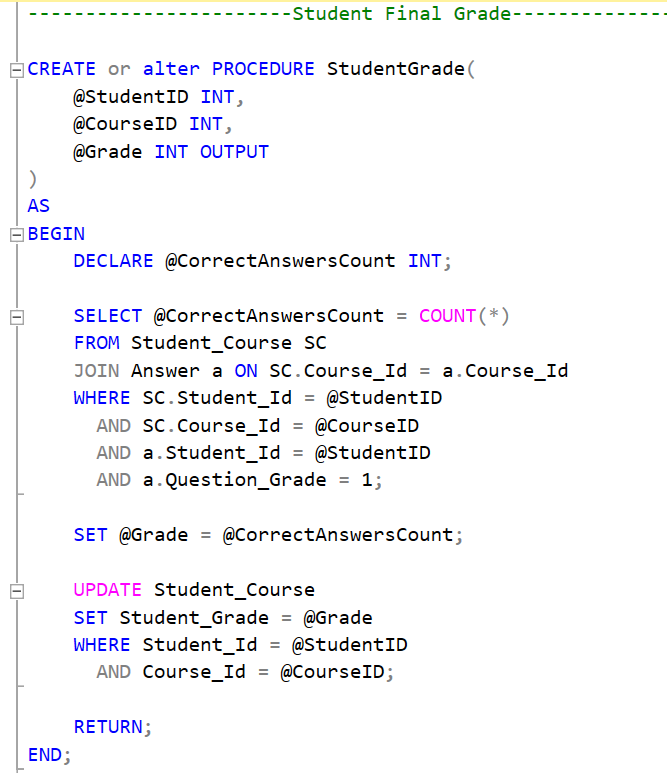 -----------------------Student Final Grade--------------
CREATE or alter PROCEDURE StudentGrade(
    @StudentID INT,
    @CourseID INT,
    @Grade INT OUTPUT
)
AS
BEGIN
    DECLARE @CorrectAnswersCount INT;
    SELECT @CorrectAnswersCount = COUNT(*)
    FROM Student_Course SC
    JOIN Answer a ON SC.Course_Id = a.Course_Id
    WHERE SC.Student_Id = @StudentID
      AND SC.Course_Id = @CourseID
      AND a.Student_Id = @StudentID
      AND a.Question_Grade = 1;
    SET @Grade = @CorrectAnswersCount;
    UPDATE Student_Course
    SET Student_Grade = @Grade
    WHERE Student_Id = @StudentID
      AND Course_Id = @CourseID;
    RETURN;
END;